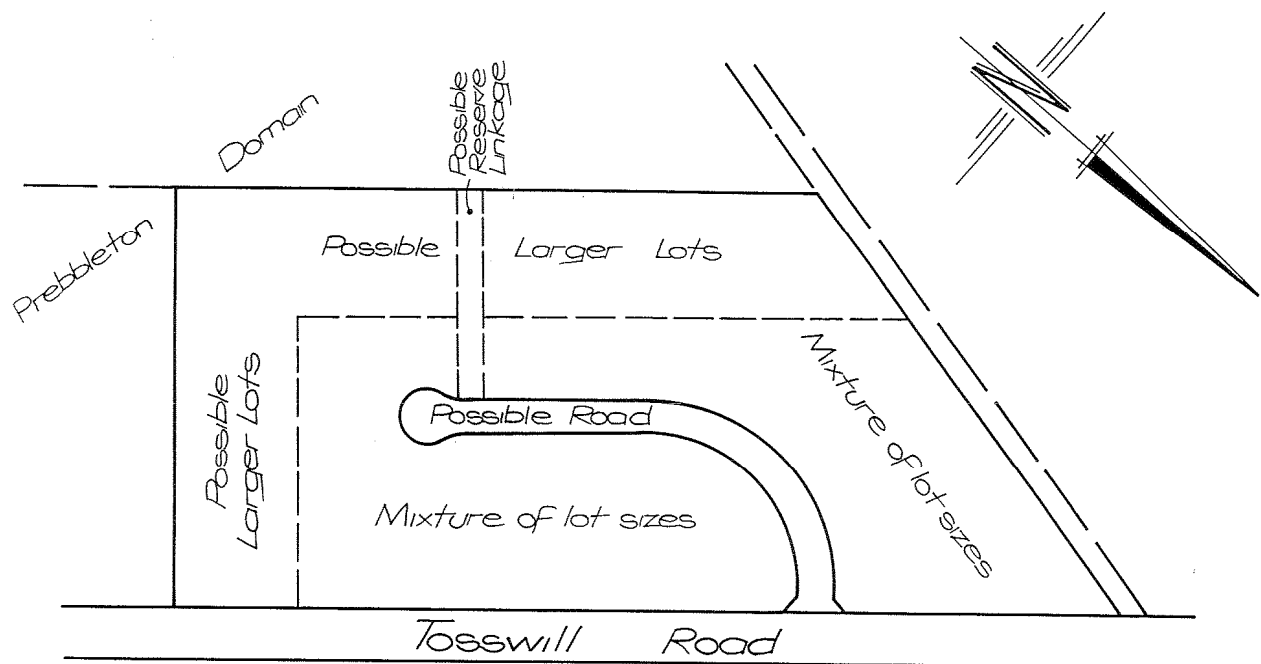 Possible
Reserve
Linkage
Domain
Prebbleton
Possible Larger Lots
Possible
Larger Lots
Possible Road
Mixture of lot sizes
Mixture of lot sizes
Tosswill Road
N